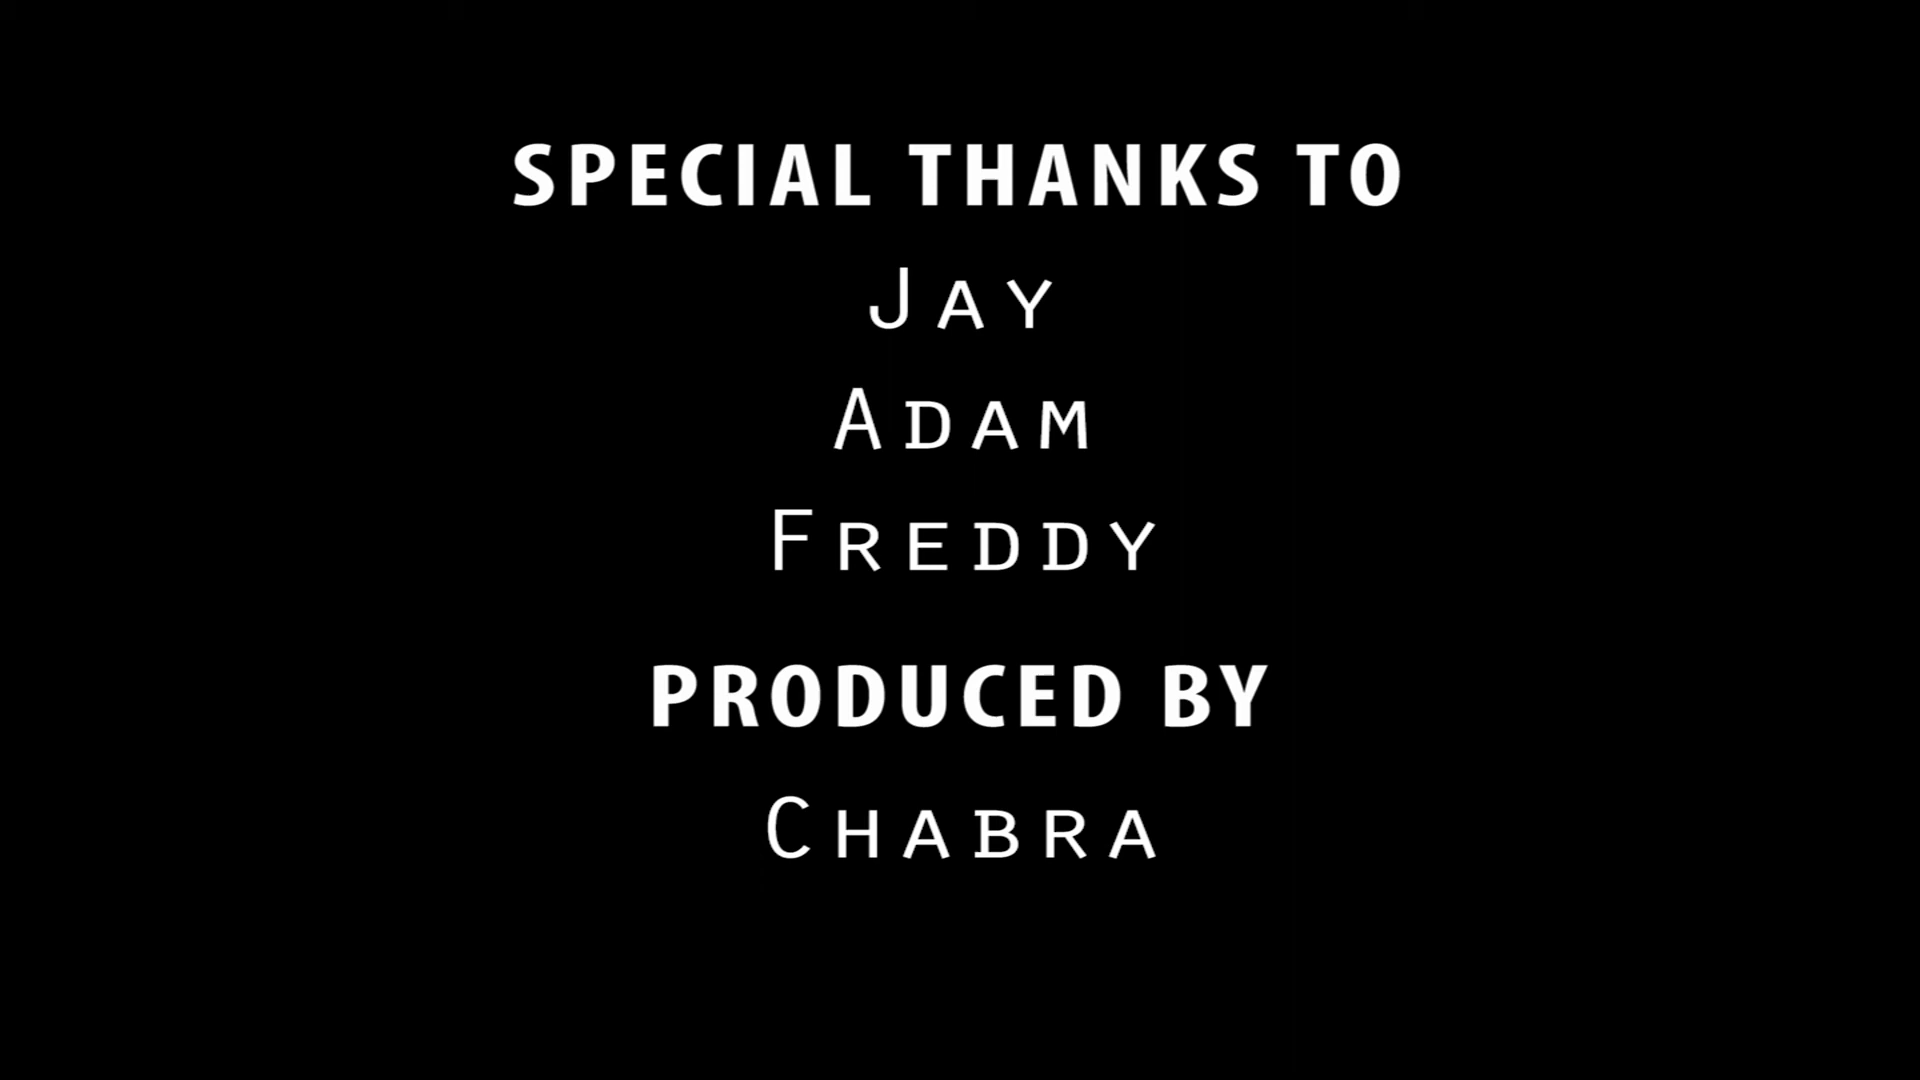 SPECIAL THANKS TO
Jay
Adam
Freddy
PRODUCED BY
Chabra